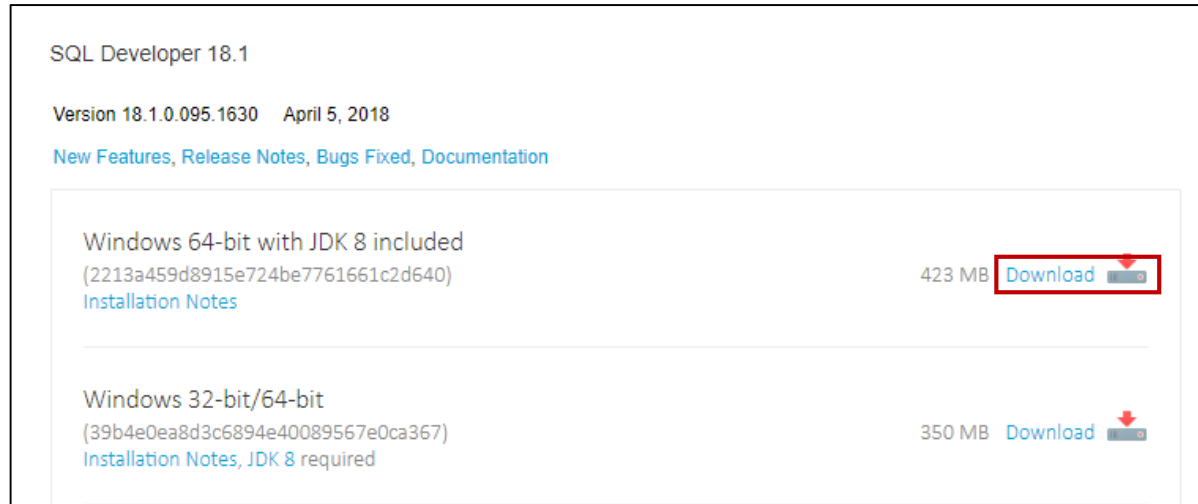 SQL Developer 18.1
Version 18.1.0.095.1630 April 5, 2018
New Features, Release Notes, Bugs Fixed, Documentation
Windows 64-bit with JDK 8 included
(2213a459d8915e724be7761661c2d640)
423 MB Download
Installation Notes
Windows 32-bit/64-bit
(39b4e0ea8d3c6894e40089567e0ca367)
350 MB Download
Installation Notes, JDK 8 required